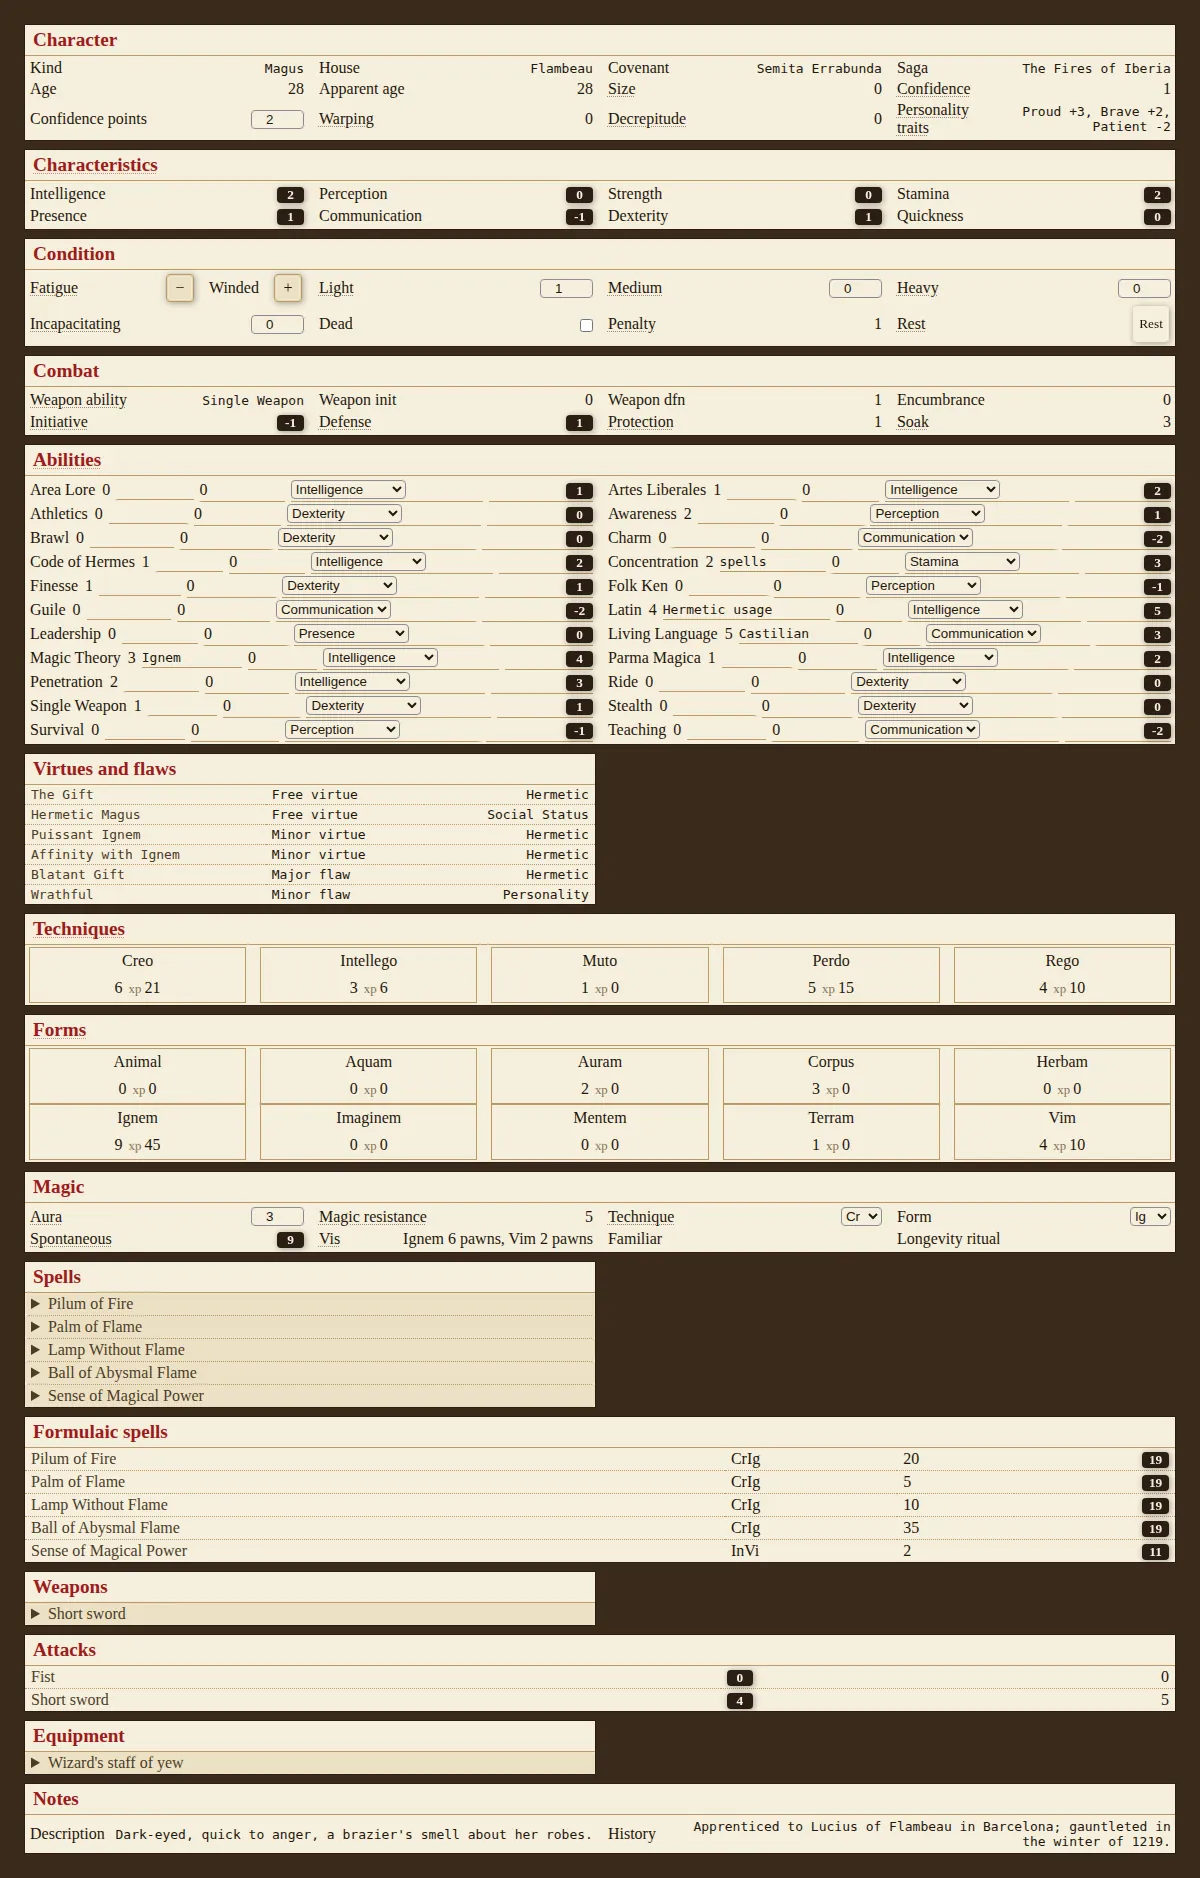 Character
Kind Magus House Flambeau Covenant Semita Errabunda Saga The Fires of Iberia
Age 28 Apparent age 28 Size 0 Confidence 1
Confidence points 2 Warping 0 Decrepitude 0 Personality traits Proud +3, Brave +2, Patient -2
Characteristics
Intelligence 2 Perception 0 Strength 0 Stamina 2
Presence 1 Communication -1 Dexterity 1 Quickness 0
Condition
Fatigue − Winded + Light 1 Medium 0 Heavy 0
Incapacitating 0 Dead Penalty 1 Rest Rest
Combat
Weapon ability Single Weapon Weapon init 0 Weapon dfn 1 Encumbrance 0
Initiative -1 Defense 1 Protection 1 Soak 3
Abilities
Area Lore 0 0 Intelligence 1 Artes Liberales 1 0 Intelligence 2
Athletics 0 0 Dexterity 0 Awareness 2 0 Perception 1
Brawl 0 0 Dexterity 0 Charm 0 0 Communication -2
Code of Hermes 1 0 Intelligence 2 Concentration 2 spells 0 Stamina 3
Finesse 1 0 Dexterity 1 Folk Ken 0 0 Perception -1
Guile 0 0 Communication -2 Latin 4 Hermetic usage 0 Intelligence 5
Leadership 0 0 Presence 0 Living Language 5 Castilian 0 Communication 3
Magic Theory 3 Ignem 0 Intelligence 4 Parma Magica 1 0 Intelligence 2
Penetration 2 0 Intelligence 3 Ride 0 0 Dexterity 0
Single Weapon 1 0 Dexterity 1 Stealth 0 0 Dexterity 0
Survival 0 0 Perception -1 Teaching 0 0 Communication -2
Virtues and flaws
The Gift Free virtue Hermetic
Hermetic Magus Free virtue Social Status
Puissant Ignem Minor virtue Hermetic
Affinity with Ignem Minor virtue Hermetic
Blatant Gift Major flaw Hermetic
Wrathful Minor flaw Personality
Techniques
Creo Intellego Muto Perdo Rego
6 xp 21 3 xp 6 1 xp 0 5 xp 15 4 xp 10
Forms
Animal Aquam Auram Corpus Herbam
0 xp 0 0 xp 0 2 xp 0 3 xp 0 0 xp 0
Ignem Imaginem Mentem Terram Vim
9 xp 45 0 xp 0 0 xp 0 1 xp 0 4 xp 10
Magic
Aura 3 Magic resistance 5 Technique Cr Form Ig
Spontaneous 9 Vis Ignem 6 pawns, Vim 2 pawns Familiar Longevity ritual
Spells
Pilum of Fire
Palm of Flame
Lamp Without Flame
Ball of Abysmal Flame
Sense of Magical Power
Formulaic spells
Pilum of Fire CrIg 20 19
Palm of Flame CrIg 5 19
Lamp Without Flame CrIg 10 19
Ball of Abysmal Flame CrIg 35 19
Sense of Magical Power InVi 2 11
Weapons
Short sword
Attacks
Fist 0 0
Short sword 4 5
Equipment
Wizard's staff of yew
Notes
Description Dark-eyed, quick to anger, a brazier's smell about her robes. History Apprenticed to Lucius of Flambeau in Barcelona; gauntleted in
the winter of 1219.